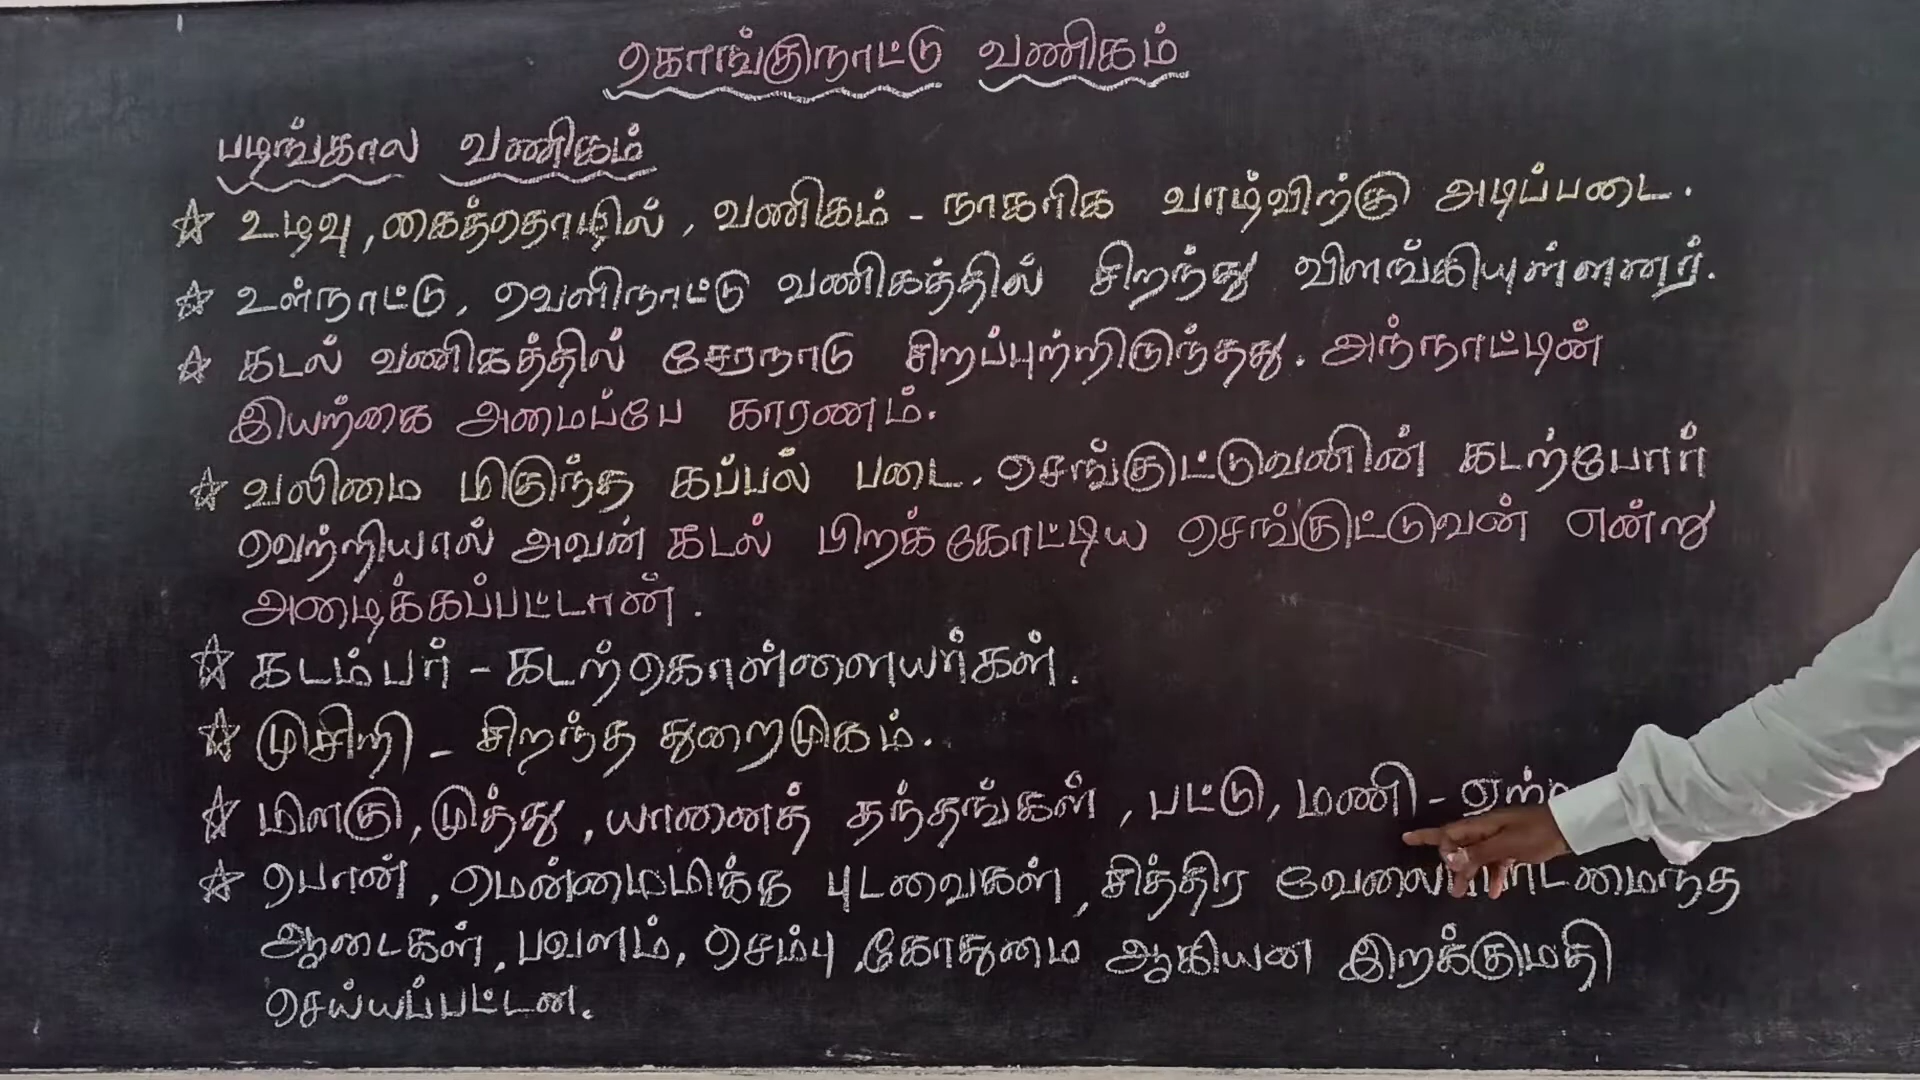 கொங்குநாட்டு வணிகம்
பழங்கால வணிகம்
☆ உழவு, கைத்தொழில், வணிகம் - நாகரிக வாழ்விற்கு அடிப்படை.
☆ உள்நாட்டு, வெளிநாட்டு வணிகத்தில் சிறந்து விளங்கியுள்ளனர்.
☆ கடல் வணிகத்தில் சேரநாடு சிறப்புற்றிருந்தது. அந்நாட்டின்
இயற்கை அமைப்பே காரணம்.
☆ வலிமை மிகுந்த கப்பல் படை. செங்குட்டுவனின் கடற்போர்
வெற்றியால் அவன் கடல் பிறக்கோட்டிய செங்குட்டுவன் என்று
அழைக்கப்பட்டான்.
☆ கடம்பர் - கடற்கொள்ளையர்கள்.
☆ முசிறி - சிறந்த துறைமுகம்.
☆ மிளகு, முத்து, யானைத் தந்தங்கள், பட்டு, மணி -
☆ பொன், மென்மைமிக்க புடவைகள், சித்திர
ஆடைகள், பவளம், செம்பு, கோதுமை ஆகியன இறக்குமதி
செய்யப்பட்டன.